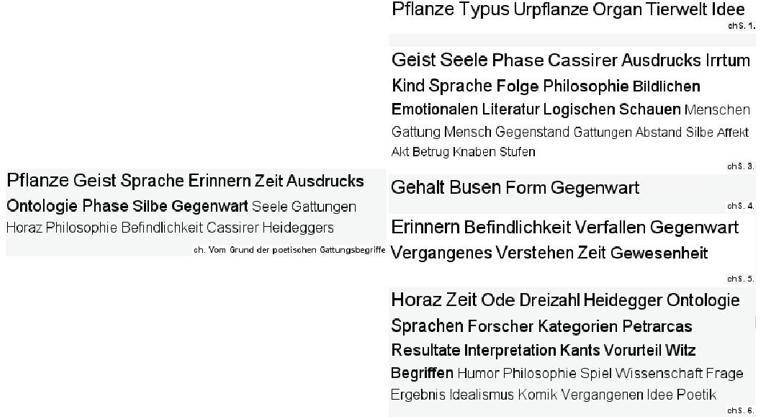 Pflanze Geist Sprache Erinnern Zeit Ausdrucks
Ontologie Phase Silbe Gegenwart Seele Gattungen
Horaz Philosophie Befindlichkeit Cassirer Heideggers
ch. Vom Grund der poetischen Gattungsbegriffe
Pflanze Typus Urpflanze Organ Tierwelt Idee
ch S. 1.
Geist Seele Phase Cassirer Ausdrucks Irrtum
Kind Sprache Folge Philosophie Bildlichen
Emotionalen Literatur Logischen Schauen Menschen
Gattung Mensch Gegenstand Gattungen Abstand Silbe Affekt
Akt Betrug Knaben Stufen
ch S. 3.
Gehalt Busen Form Gegenwart
ch S. 4.
Erinnern Befindlichkeit Verfallen Gegenwart
Vergangenes Verstehen Zeit Gewesenheit
ch S. 5.
Horaz Zeit Ode Dreizahl Heidegger Ontologie
Sprachen Forscher Kategorien Petrarcas
Resultate Interpretation Kants Vorurteil Witz
Begriffen Humor Philosophie Spiel Wissenschaft Frage
Ergebnis Idealismus Komik Vergangenen Idee Poetik
ch S. 6.